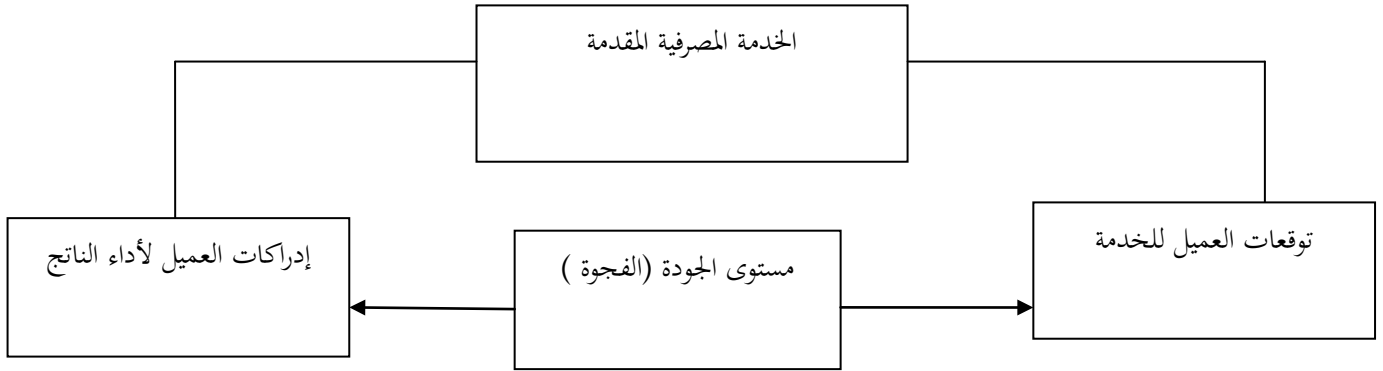 الخدمة المصرفية المقدمة
توقعات العميل للخدمة
مستوى الجودة (الفجوة )
إدراكات العميل لأداء الناتج